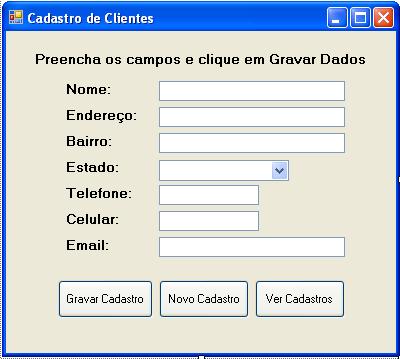 Cadastro de Clientes
Preencha os campos e clique em Gravar Dados
Nome:
Endereço:
Bairro:
Estado:
Telefone:
Celular:
Email:
Gravar Cadastro Novo Cadastro Ver Cadastros